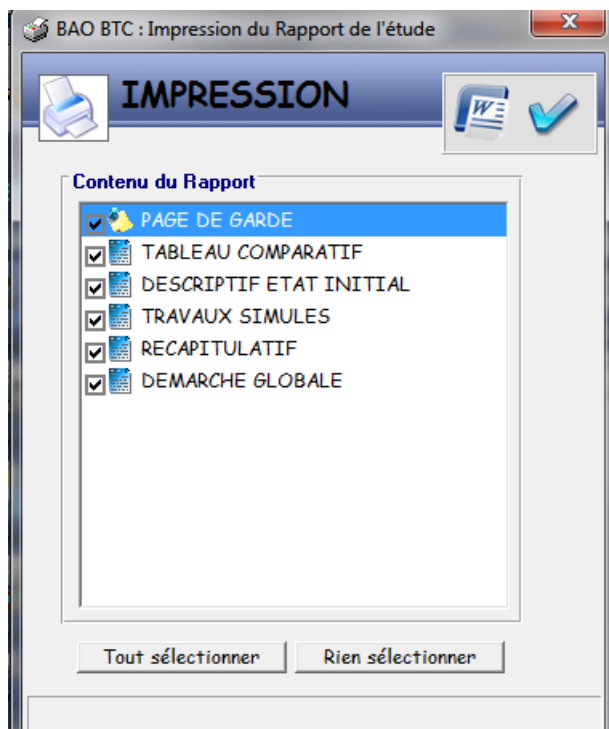 BAO BTC : Impression du Rapport de l'étude
IMPRESSION
Contenu du Rapport
PAGE DE GARDE
TABLEAU COMPARATIF
DESCRIPTIF ETAT INITIAL
TRAVAUX SIMULES
RECAPITULATIF
DEMARCHE GLOBALE
Tout sélectionner
Rien sélectionner